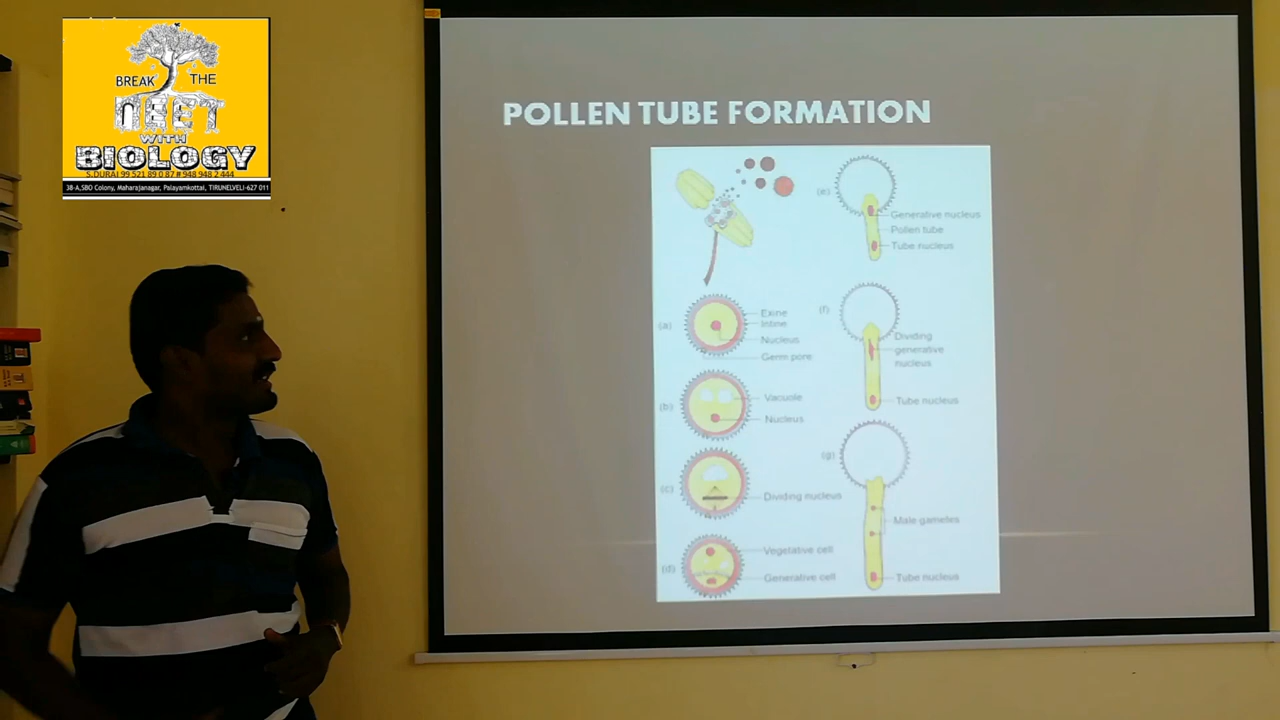 BREAK THE
NEET
WITH
BIOLOGY
S.DURAI 99 521 89 0 87 # 948 948 2 444
38-A,SBO Colony, Maharajanagar, Palayamkottai, TIRUNELVELI-627 011
POLLEN TUBE FORMATION
(a)
Exine
Intine
Nucleus
Germ pore
(b)
Vacuole
Nucleus
(c)
Dividing nucleus
(d)
Vegetative cell
Generative cell
(e)
Generative nucleus
Pollen tube
Tube nucleus
(f)
Dividing
generative
nucleus
Tube nucleus
(g)
Male gametes
Tube nucleus